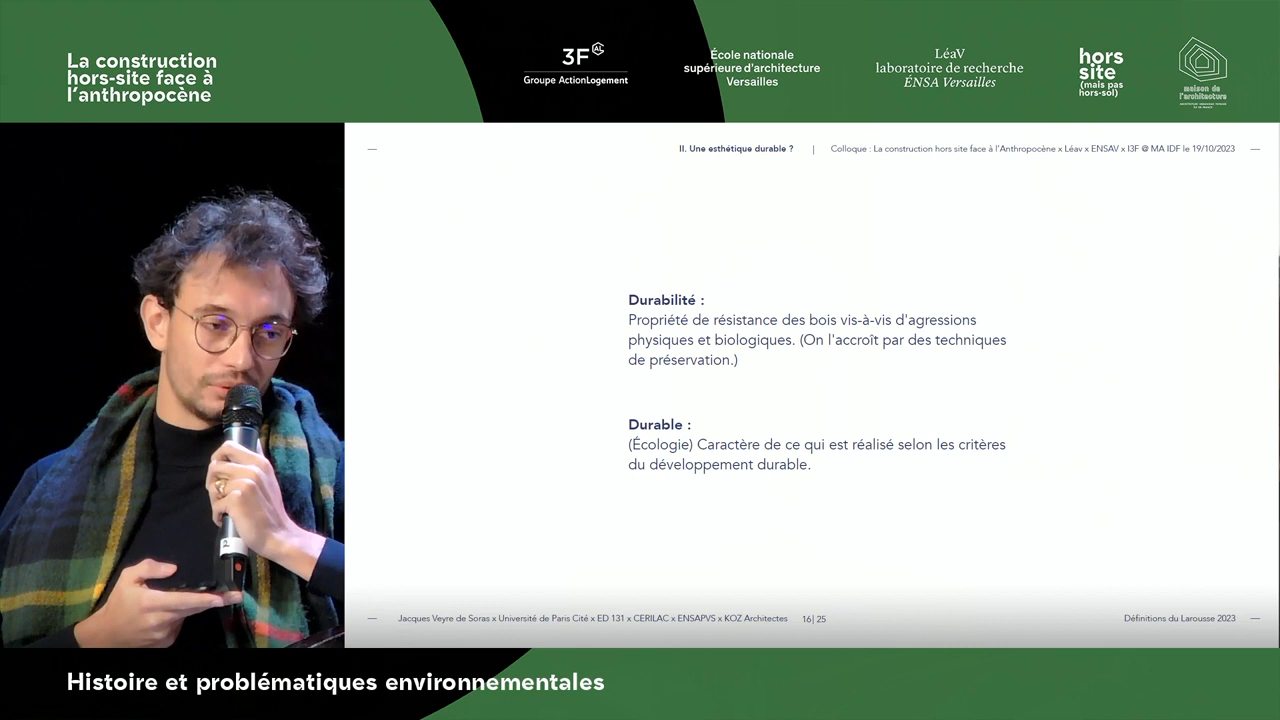 La construction
hors-site face à
l'anthropocène
3F AL
Groupe ActionLogement
École nationale
supérieure d'architecture
Versailles
LéaV
laboratoire de recherche
ÉNSA Versailles
hors
site
(mais pas
hors-sol)
maison de
l'architecture
II. Une esthétique durable ? | Colloque : La construction hors site face à l'Anthropocène x Léav x ENSAV x I3F @ MA IDF le 19/10/2023
Durabilité :
Propriété de résistance des bois vis-à-vis d'agressions
physiques et biologiques. (On l'accroît par des techniques
de préservation.)
Durable :
(Écologie) Caractère de ce qui est réalisé selon les critères
du développement durable.
2
Jacques Veyre de Soras x Université de Paris Cité x ED 131 x CERILAC x ENSAPVS x KOZ Architectes 16| 25
Définitions du Larousse 2023
Histoire et problématiques environnementales